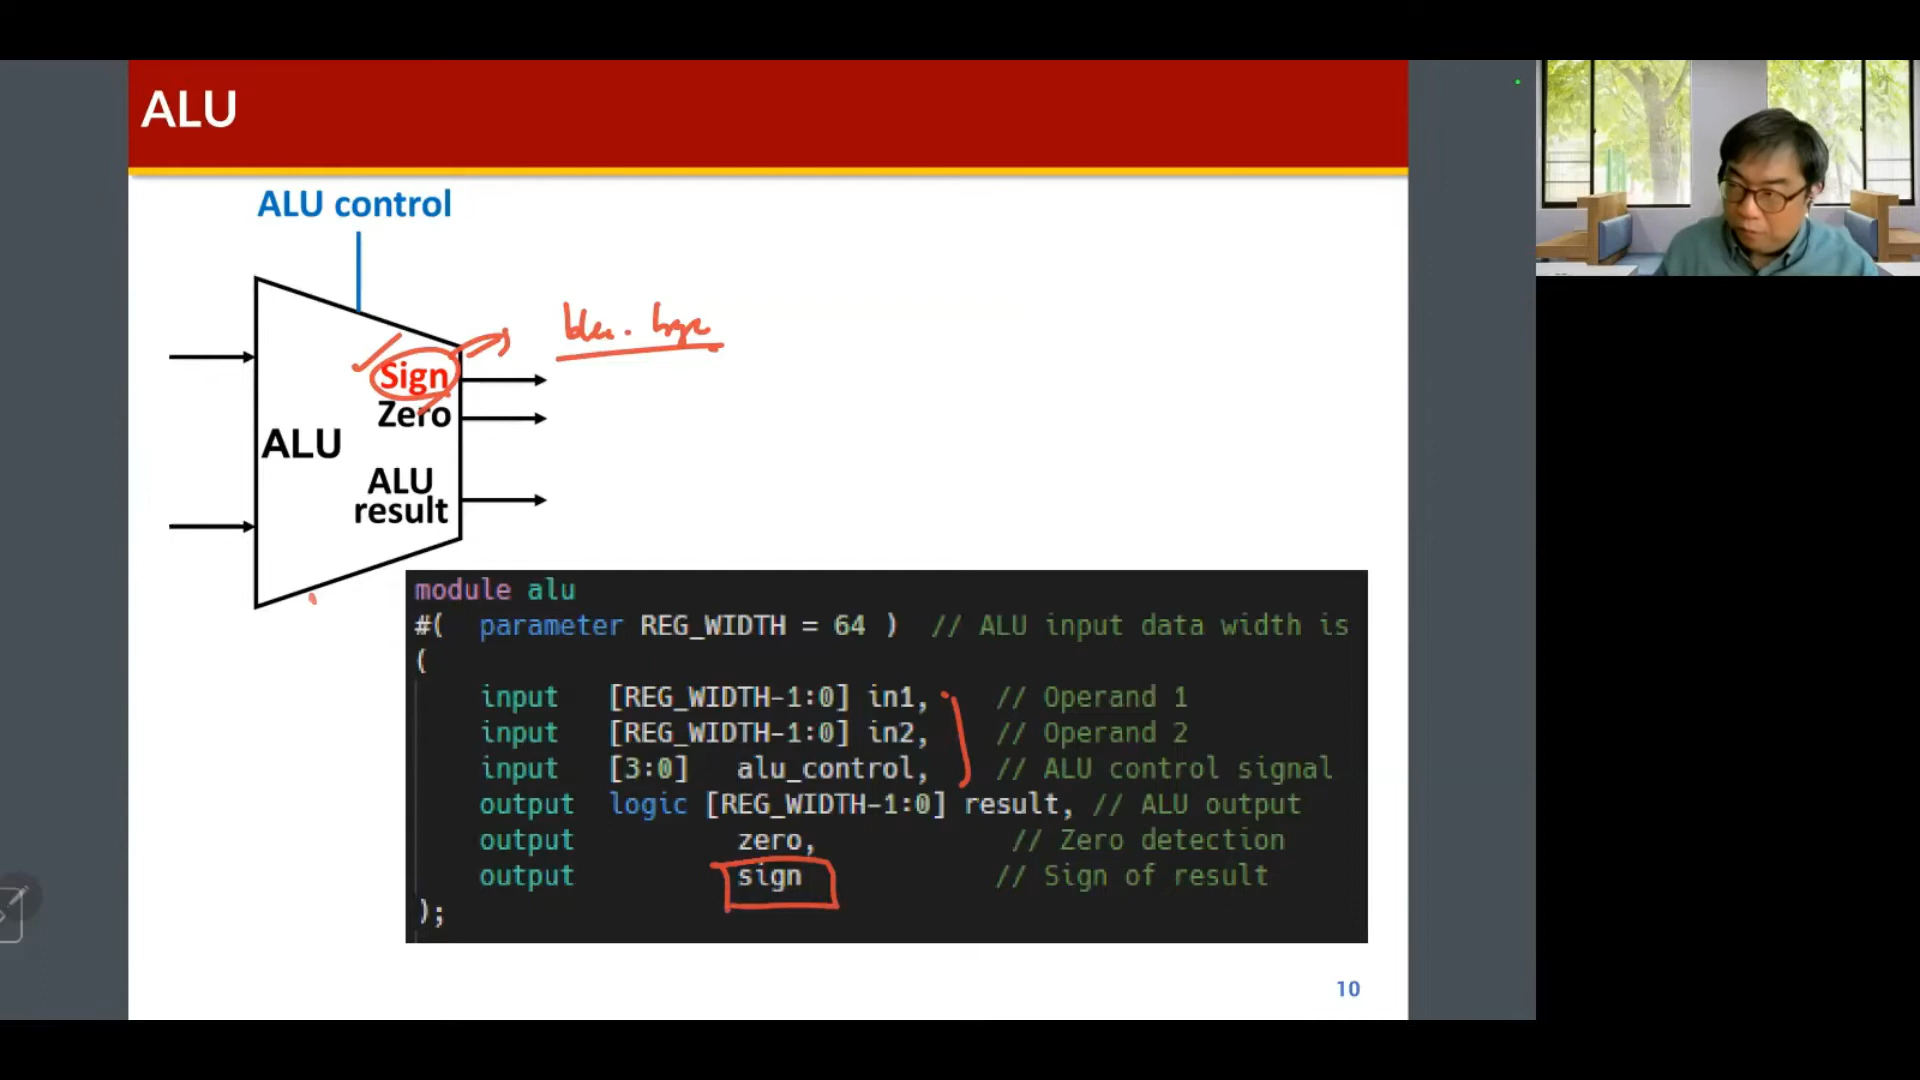 ALU
ALU control
Sign
Zero
ALU
ALU
result
module alu
#( parameter REG_WIDTH = 64 ) // ALU input data width is
(
input [REG_WIDTH-1:0] in1, // Operand 1
input [REG_WIDTH-1:0] in2, // Operand 2
input [3:0] alu_control, // ALU control signal
output logic [REG_WIDTH-1:0] result, // ALU output
output zero, // Zero detection
output sign // Sign of result
);
10